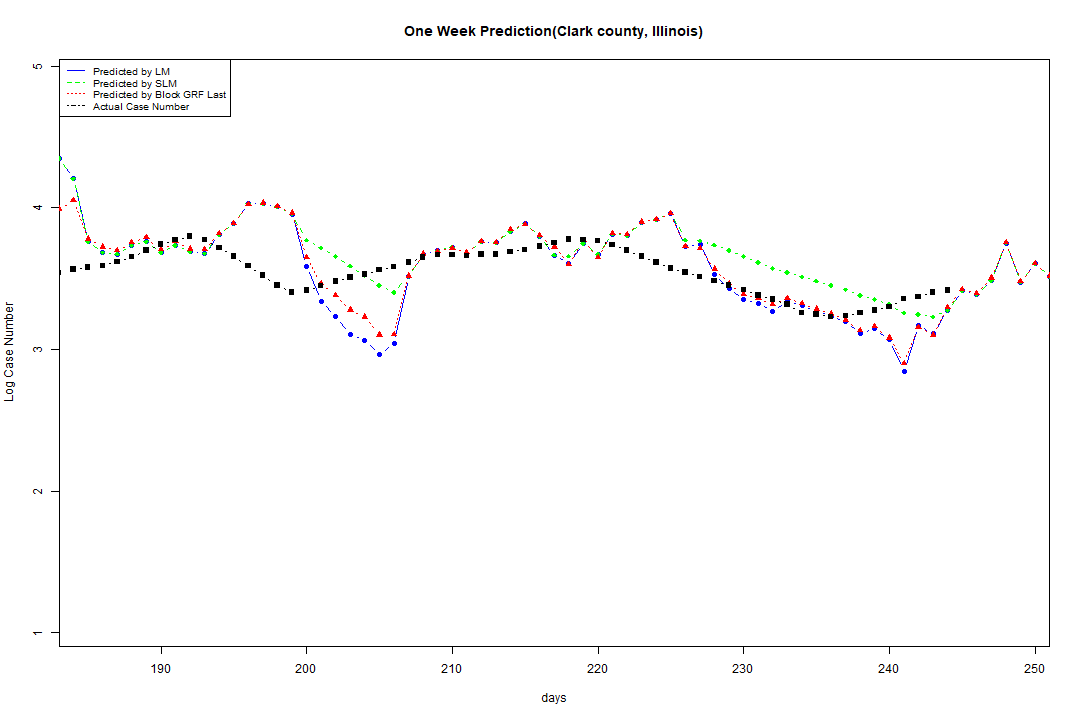 One Week Prediction(Clark county, Illinois)
Predicted by LM
Predicted by SLM
Predicted by Block GRF Last
Actual Case Number
5
4
3
2
1
Log Case Number
190 200 210 220 230 240 250
days